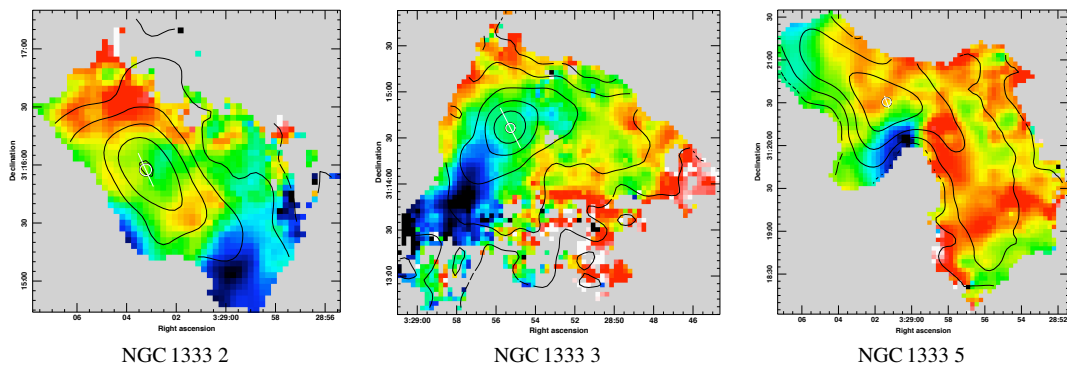 17:00
30
31:16:00
30
15:00
Declination
06 04 02 3:29:00 58 28:56
Right ascension
NGC 1333 2
30
15:00
30
31:14:00
30
13:00
Declination
3:29:00 58 56 54 52 28:50 48 46
Right ascension
NGC 1333 3
30
21:00
30
31:20:00
30
19:00
18:30
Declination
06 04 02 3:29:00 58 56 54 28:52
Right ascension
NGC 1333 5